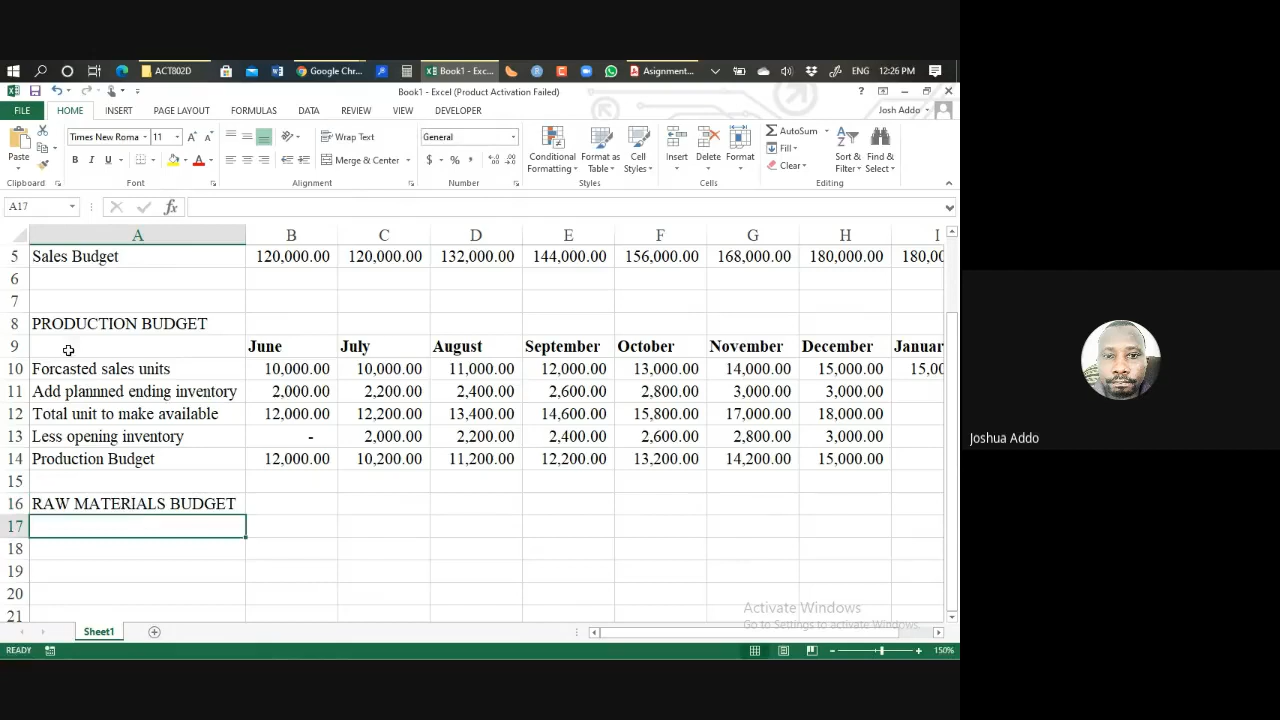 ACT802D
Google Chr...
Book1 - Exc...
Asignment...
ENG
12:26 PM
Book1 - Excel (Product Activation Failed)
?
FILE
HOME
INSERT
PAGE LAYOUT
FORMULAS
DATA
REVIEW
VIEW
DEVELOPER
Josh Addo
Paste
Times New Roma
11
B I U
Wrap Text
Merge & Center
General
$ % ,
Conditional Formatting
Format as Table
Cell Styles
Insert
Delete
Format
AutoSum
Fill
Clear
Sort & Filter
Find & Select
Clipboard
Font
Alignment
Number
Styles
Cells
Editing
A17
fx
A B C D E F G H I
5 Sales Budget 120,000.00 120,000.00 132,000.00 144,000.00 156,000.00 168,000.00 180,000.00 180,00
6
7
8 PRODUCTION BUDGET
9 June July August September October November December Januar
10 Forcasted sales units 10,000.00 10,000.00 11,000.00 12,000.00 13,000.00 14,000.00 15,000.00 15,00
11 Add plannned ending inventory 2,000.00 2,200.00 2,400.00 2,600.00 2,800.00 3,000.00 3,000.00
12 Total unit to make available 12,000.00 12,200.00 13,400.00 14,600.00 15,800.00 17,000.00 18,000.00
13 Less opening inventory - 2,000.00 2,200.00 2,400.00 2,600.00 2,800.00 3,000.00
14 Production Budget 12,000.00 10,200.00 11,200.00 12,200.00 13,200.00 14,200.00 15,000.00
15
16 RAW MATERIALS BUDGET
17
18
19
20
21
Activate Windows
Go to Settings to activate Windows.
Sheet1
READY
150%
Joshua Addo